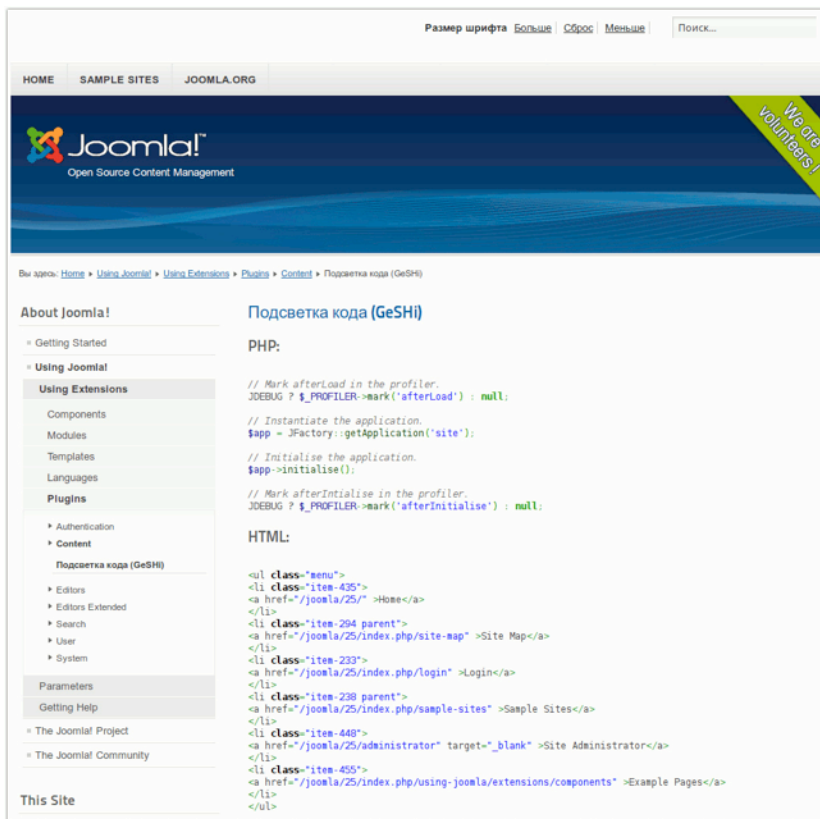 Размер шрифта Больше Сброс Меньше Поиск...
HOME SAMPLE SITES JOOMLA.ORG
We are
volunteers !
Joomla!™
Open Source Content Management
Вы здесь: Home ▸ Using Joomla! ▸ Using Extensions ▸ Plugins ▸ Content ▸ Подсветка кода (GeSHi)
About Joomla!
Getting Started
Using Joomla!
Using Extensions
Components
Modules
Templates
Languages
Plugins
Authentication
Content
Подсветка кода (GeSHi)
Editors
Editors Extended
Search
User
System
Parameters
Getting Help
The Joomla! Project
The Joomla! Community
This Site
Подсветка кода (GeSHi)
PHP:
// Mark afterLoad in the profiler.
JDEBUG ? $_PROFILER->mark('afterLoad') : null;
// Instantiate the application.
$app = JFactory::getApplication('site');
// Initialise the application.
$app->initialise();
// Mark afterIntialise in the profiler.
JDEBUG ? $_PROFILER->mark('afterInitialise') : null;
HTML:
<ul class="menu">
<li class="item-435">
<a href="/joomla/25/" >Home</a>
</li>
<li class="item-294 parent">
<a href="/joomla/25/index.php/site-map" >Site Map</a>
</li>
<li class="item-233">
<a href="/joomla/25/index.php/login" >Login</a>
</li>
<li class="item-238 parent">
<a href="/joomla/25/index.php/sample-sites" >Sample Sites</a>
</li>
<li class="item-448">
<a href="/joomla/25/administrator" target="_blank" >Site Administrator</a>
</li>
<li class="item-455">
<a href="/joomla/25/index.php/using-joomla/extensions/components" >Example Pages</a>
</li>
</ul>